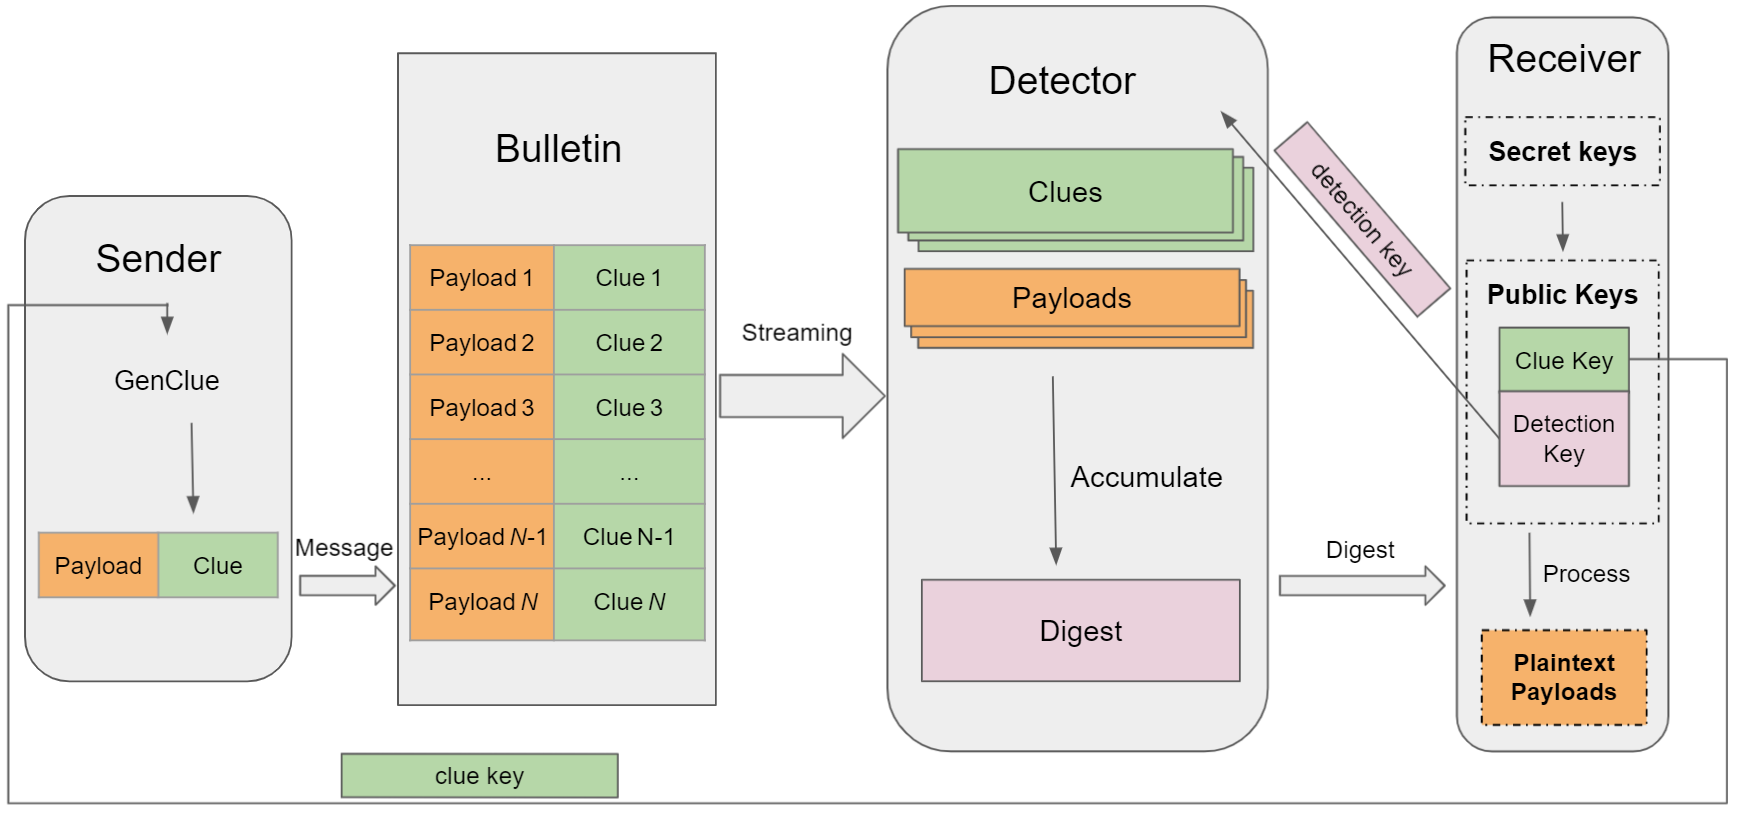 Sender
GenClue
Payload
Clue
Message
Bulletin
Payload 1
Clue 1
Payload 2
Clue 2
Payload 3
Clue 3
...
...
Payload N-1
Clue N-1
Payload N
Clue N
Streaming
Detector
Clues
Payloads
Accumulate
Digest
detection key
Digest
Receiver
Secret keys
Public Keys
Clue Key
Detection
Key
Process
Plaintext
Payloads
clue key